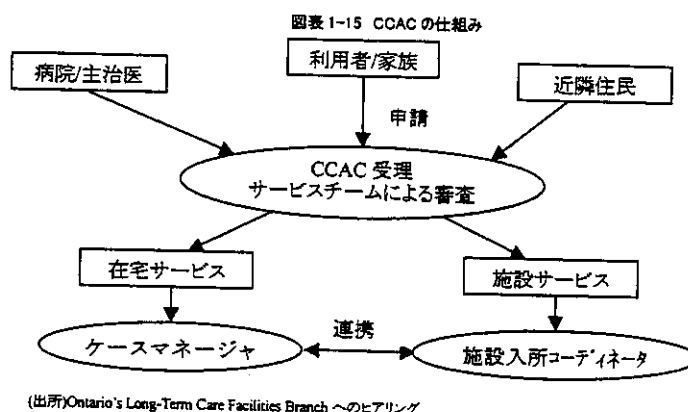 図表 1-15 CCAC の仕組み
病院/主治医
利用者/家族
近隣住民
申請
CCAC 受理
サービスチームによる審査
在宅サービス
施設サービス
ケースマネージャ
連携
施設入所コーディネータ
(出所)Ontario's Long-Term Care Facilities Branch へのヒアリング